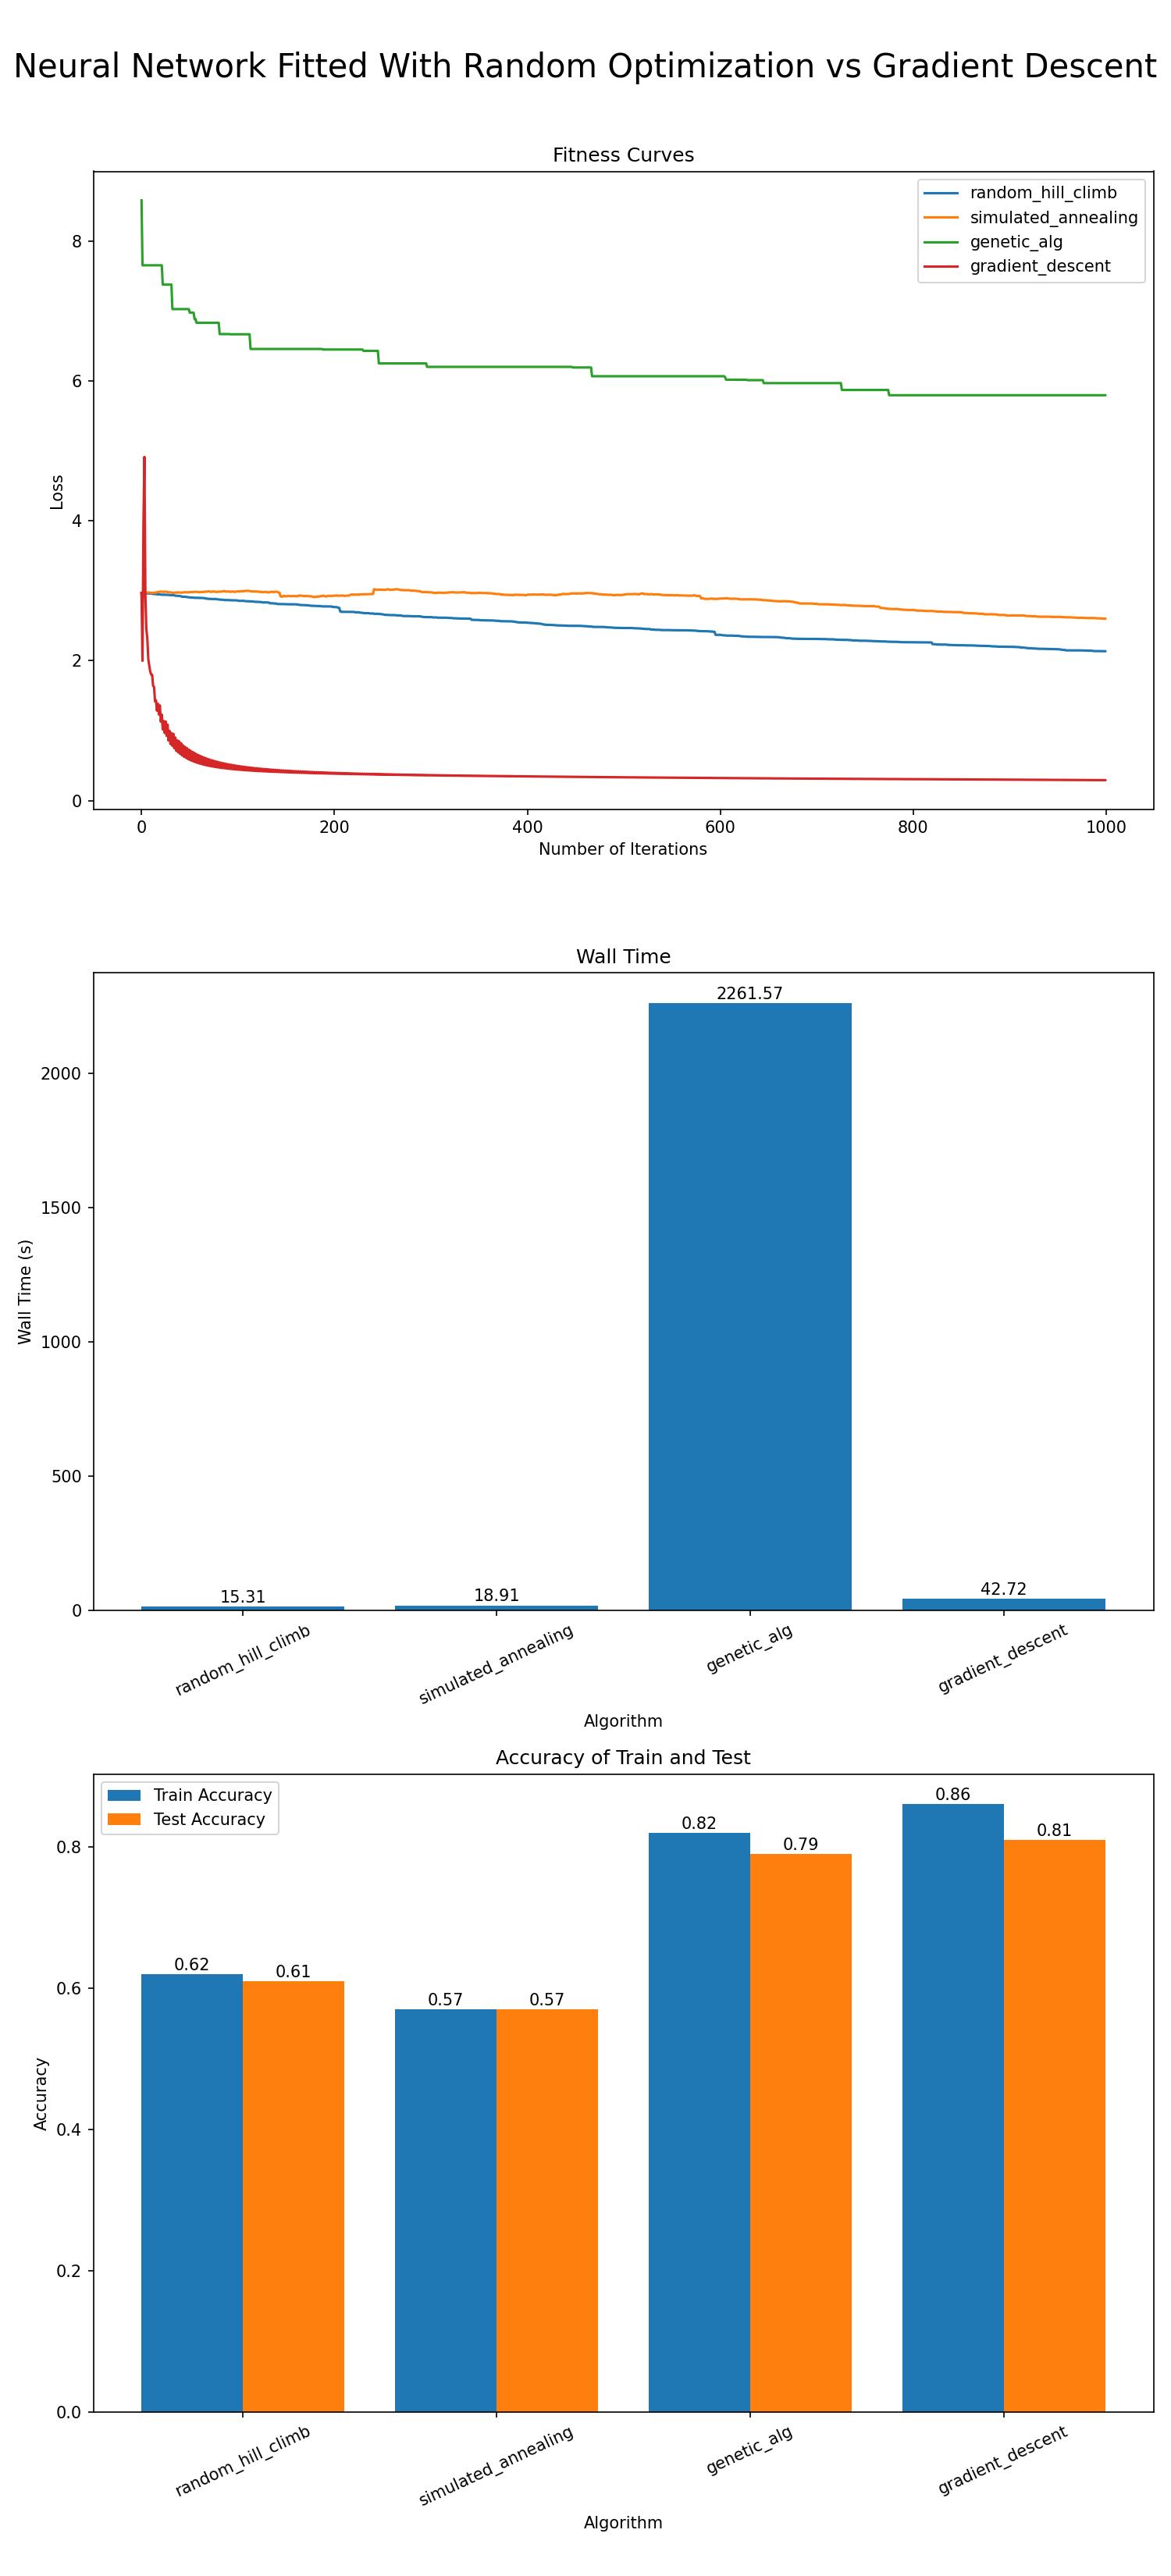 Neural Network Fitted With Random Optimization vs Gradient Descent
Fitness Curves
random_hill_climb
simulated_annealing
genetic_alg
gradient_descent
8
6
4
2
0
Loss
0 200 400 600 800 1000
Number of Iterations
Wall Time
2261.57
15.31
18.91
42.72
2000
1500
1000
500
0
Wall Time (s)
random_hill_climb
simulated_annealing
genetic_alg
gradient_descent
Algorithm
Accuracy of Train and Test
Train Accuracy
Test Accuracy
0.62
0.61
0.57
0.57
0.82
0.79
0.86
0.81
0.8
0.6
0.4
0.2
0.0
Accuracy
random_hill_climb
simulated_annealing
genetic_alg
gradient_descent
Algorithm